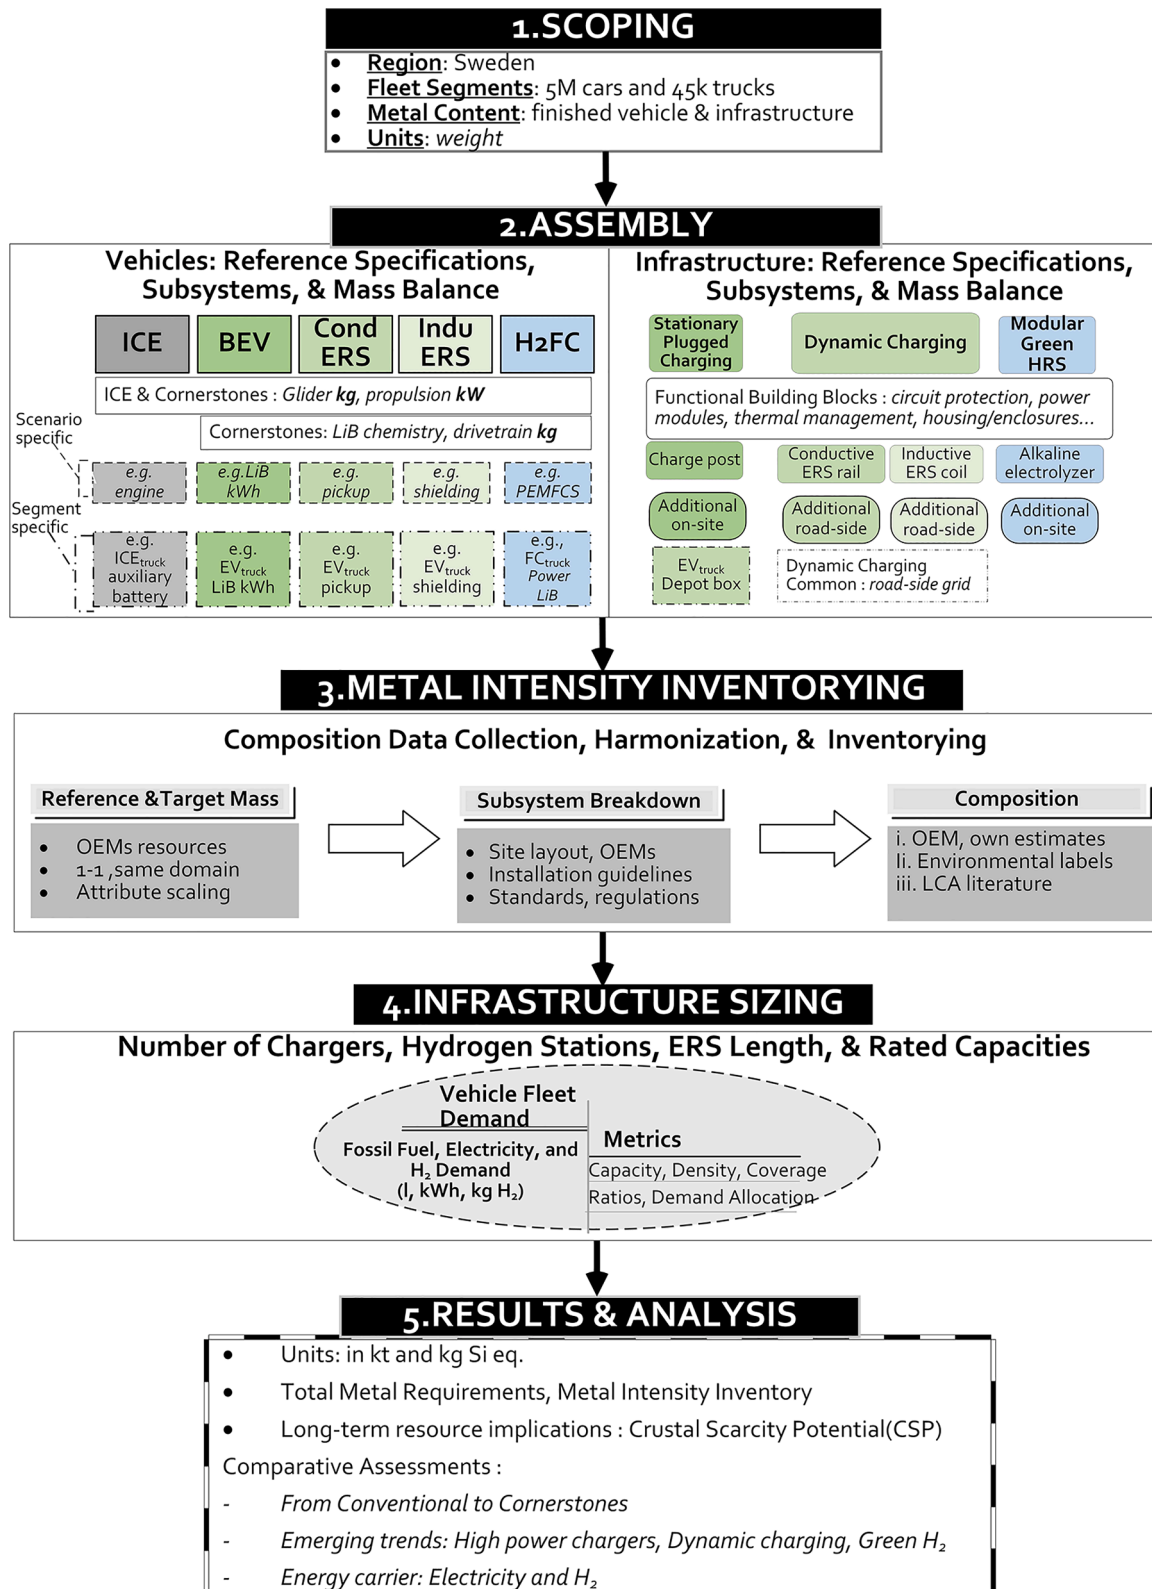 1.SCOPING
• Region: Sweden
• Fleet Segments: 5M cars and 45k trucks
• Metal Content: finished vehicle & infrastructure
• Units: weight
2.ASSEMBLY
Vehicles: Reference Specifications,
Subsystems, & Mass Balance
ICE
BEV
Cond
ERS
Indu
ERS
H2FC
ICE & Cornerstones : Glider kg, propulsion kW
Cornerstones: LiB chemistry, drivetrain kg
Scenario
specific
e.g.
engine
e.g.LiB
kWh
e.g.
pickup
e.g.
shielding
e.g.
PEMFCS
Segment
specific
e.g.
ICEtruck
auxiliary
battery
e.g.
EVtruck
LiB kWh
e.g.
EVtruck
pickup
e.g.
EVtruck
shielding
e.g.,
FCtruck
Power
LiB
Infrastructure: Reference Specifications,
Subsystems, & Mass Balance
Stationary
Plugged
Charging
Dynamic Charging
Modular
Green
HRS
Functional Building Blocks : circuit protection, power
modules, thermal management, housing/enclosures...
Charge post
Conductive
ERS rail
Inductive
ERS coil
Alkaline
electrolyzer
Additional
on-site
Additional
road-side
Additional
road-side
Additional
on-site
EVtruck
Depot box
Dynamic Charging
Common : road-side grid
3.METAL INTENSITY INVENTORYING
Composition Data Collection, Harmonization, & Inventorying
Reference &Target Mass
• OEMs resources
• 1-1 ,same domain
• Attribute scaling
Subsystem Breakdown
• Site layout, OEMs
• Installation guidelines
• Standards, regulations
Composition
i. OEM, own estimates
Ii. Environmental labels
iii. LCA literature
4.INFRASTRUCTURE SIZING
Number of Chargers, Hydrogen Stations, ERS Length, & Rated Capacities
Vehicle Fleet
Demand
Fossil Fuel, Electricity, and
H₂ Demand
(l, kWh, kg H₂)
Metrics
Capacity, Density, Coverage
Ratios, Demand Allocation
5.RESULTS & ANALYSIS
• Units: in kt and kg Si eq.
• Total Metal Requirements, Metal Intensity Inventory
• Long-term resource implications : Crustal Scarcity Potential(CSP)
Comparative Assessments :
- From Conventional to Cornerstones
- Emerging trends: High power chargers, Dynamic charging, Green H₂
- Energy carrier: Electricity and H₂